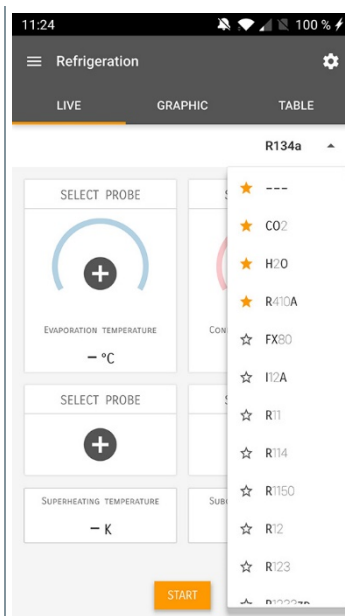 11:24 100 %
Refrigeration
LIVE GRAPHIC TABLE
R134a
SELECT PROBE
EVAPORATION TEMPERATURE
– °C
CON
SELECT PROBE
SUPERHEATING TEMPERATURE
– K
SUB
START
---
CO2
H2O
R410A
FX80
I12A
R11
R114
R1150
R12
R123